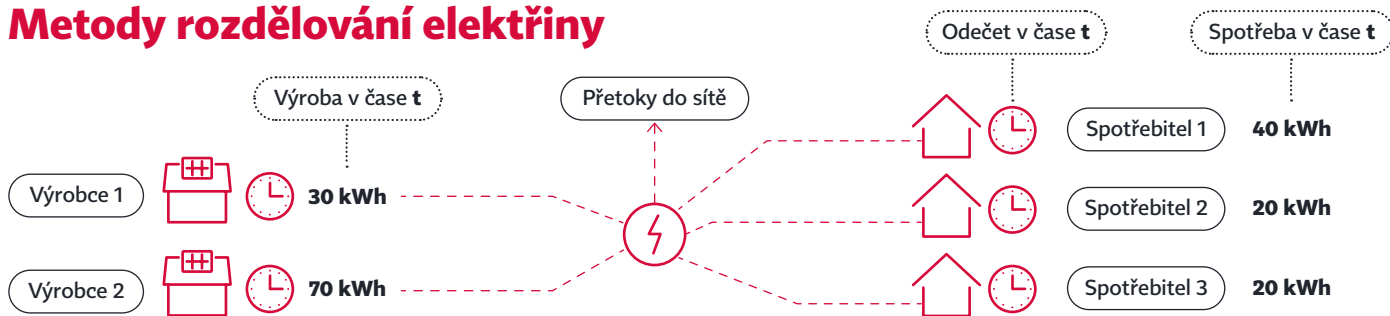 Metody rozdělování elektřiny
Odečet v čase t
Spotřeba v čase t
Výroba v čase t
Přetoky do sítě
Spotřebitel 1 40 kWh
Výrobce 1 30 kWh
Spotřebitel 2 20 kWh
Výrobce 2 70 kWh
Spotřebitel 3 20 kWh